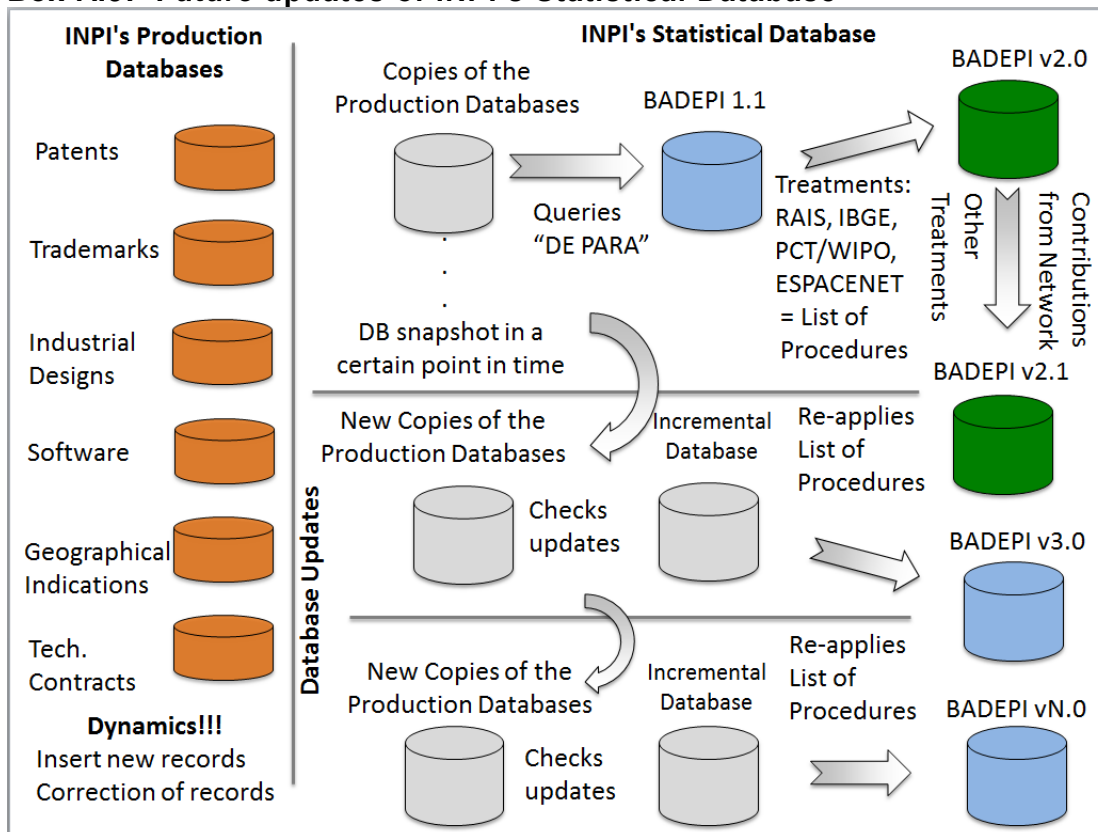 INPI's Production
Databases
Patents
Trademarks
Industrial
Designs
Software
Geographical
Indications
Tech.
Contracts
Dynamics!!!
Insert new records
Correction of records
Database Updates
INPI's Statistical Database
Copies of the
Production Databases
BADEPI 1.1
BADEPI v2.0
Queries
“DE PARA”
Treatments:
RAIS, IBGE,
PCT/WIPO,
ESPACENET
= List of
Procedures
Other
Treatments
Contributions
from Network
.
.
.
DB snapshot in a
certain point in time
BADEPI v2.1
New Copies of the
Production Databases
Checks
updates
Incremental
Database
Re-applies
List of
Procedures
BADEPI v3.0
New Copies of the
Production Databases
Checks
updates
Incremental
Database
Re-applies
List of
Procedures
BADEPI vN.0